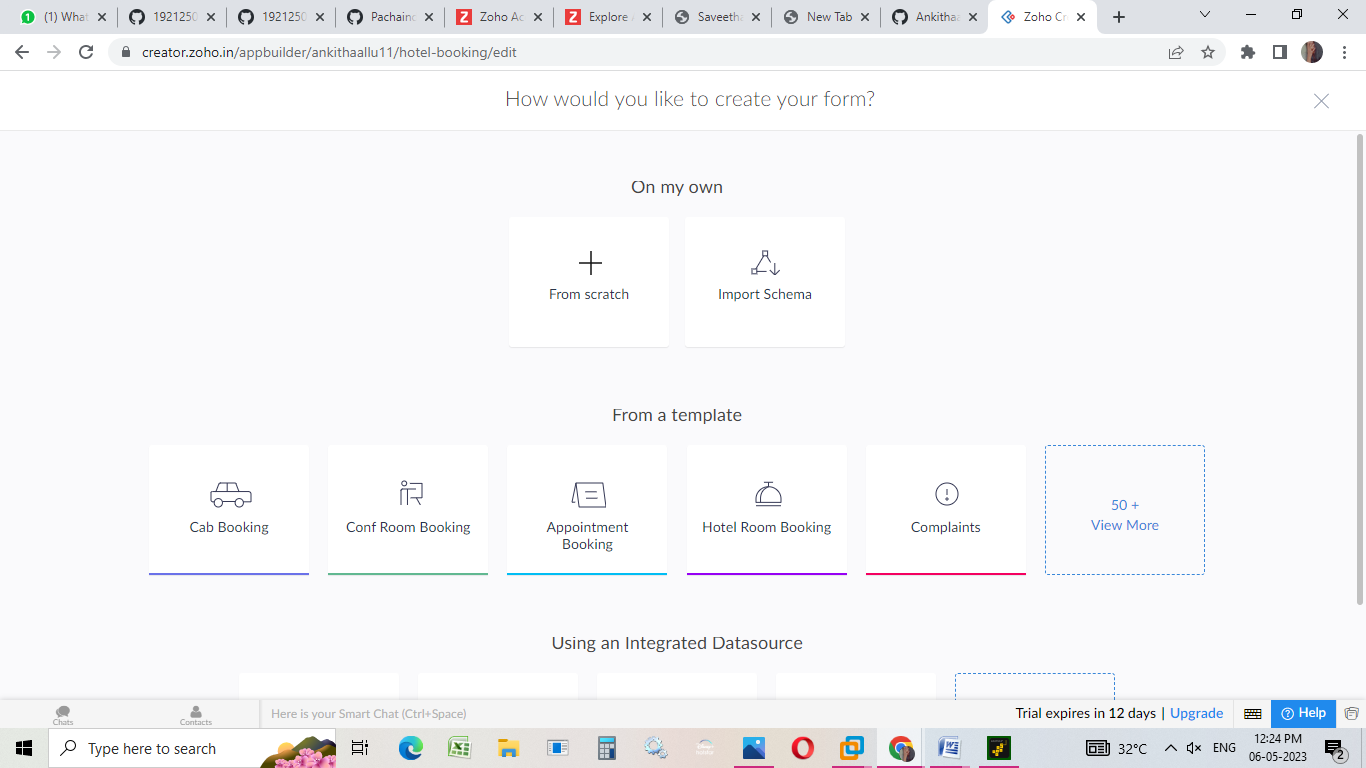 (1) What
1921250
1921250
Pachain
Zoho Ac
Explore
Saveeth
New Tab
Ankitha
Zoho Cr
creator.zoho.in/appbuilder/ankithaallu11/hotel-booking/edit
How would you like to create your form?
On my own
From scratch
Import Schema
From a template
Cab Booking
Conf Room Booking
Appointment
Booking
Hotel Room Booking
Complaints
50 +
View More
Using an Integrated Datasource
Chats
Contacts
Here is your Smart Chat (Ctrl+Space)
Trial expires in 12 days | Upgrade
Help
Type here to search
32°C
ENG
12:24 PM
06-05-2023
2